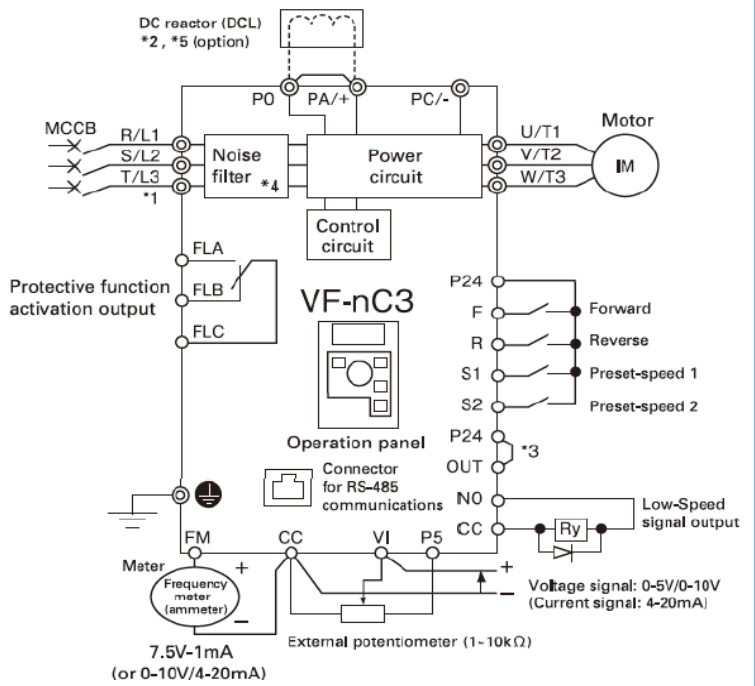 DC reactor (DCL)
*2 , *5 (option)
P0
PA/+
PC/-
MCCB
R/L1
S/L2
T/L3
*1
Noise
filter *4
Power
circuit
U/T1
V/T2
W/T3
Motor
IM
Control
circuit
FLA
FLB
FLC
Protective function
activation output
VF-nC3
Operation panel
Connector
for RS-485
communications
P24
F
Forward
R
Reverse
S1
Preset-speed 1
S2
Preset-speed 2
P24
OUT
*3
NO
CC
Ry
Low-Speed
signal output
FM
CC
VI
P5
Meter
+
Frequency
meter
(ammeter)
−
7.5V-1mA
(or 0-10V/4-20mA)
External potentiometer (1~10kΩ)
+
−
Voltage signal: 0-5V/0-10V
(Current signal: 4-20mA)